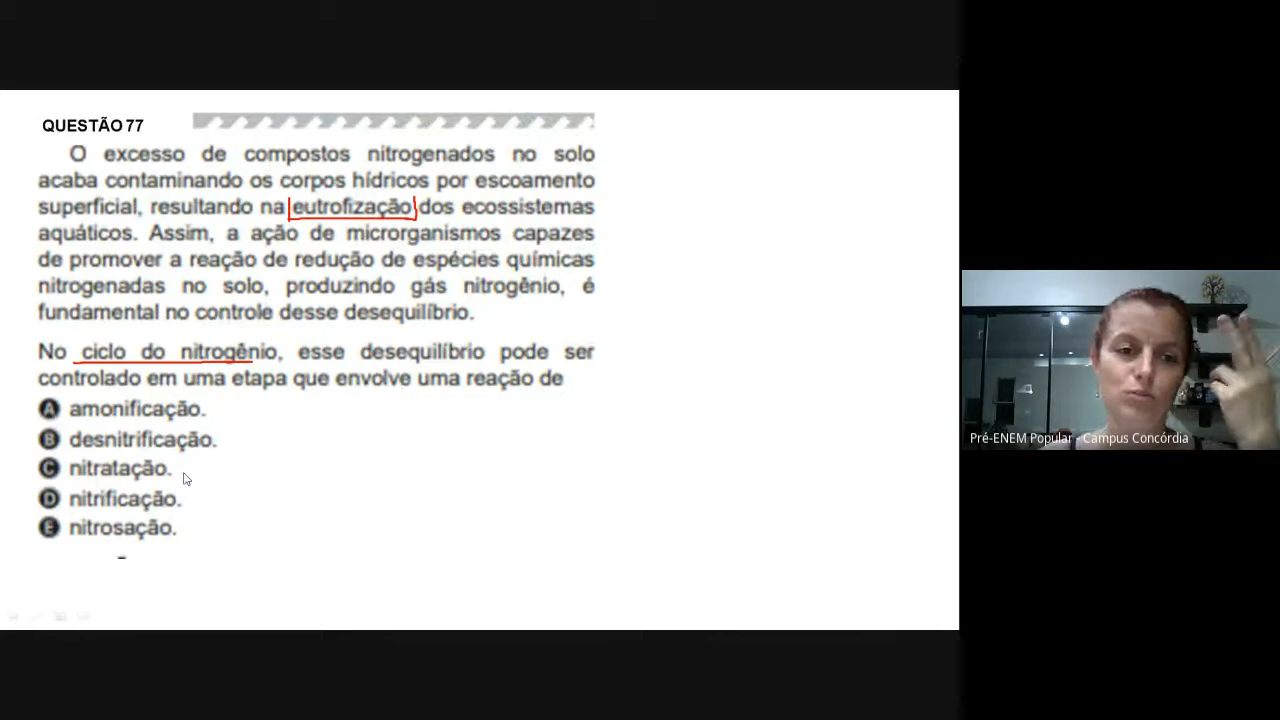 QUESTÃO 77
O excesso de compostos nitrogenados no solo
acaba contaminando os corpos hídricos por escoamento
superficial, resultando na eutrofização dos ecossistemas
aquáticos. Assim, a ação de microrganismos capazes
de promover a reação de redução de espécies químicas
nitrogenadas no solo, produzindo gás nitrogênio, é
fundamental no controle desse desequilíbrio.
No ciclo do nitrogênio, esse desequilíbrio pode ser
controlado em uma etapa que envolve uma reação de
A amonificação.
B desnitrificação.
C nitratação.
D nitrificação.
E nitrosação.
Pré-ENEM Popular - Campus Concórdia